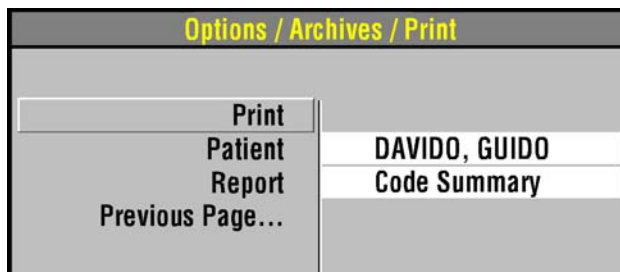 Options / Archives / Print
Print
Patient DAVIDO, GUIDO
Report Code Summary
Previous Page...